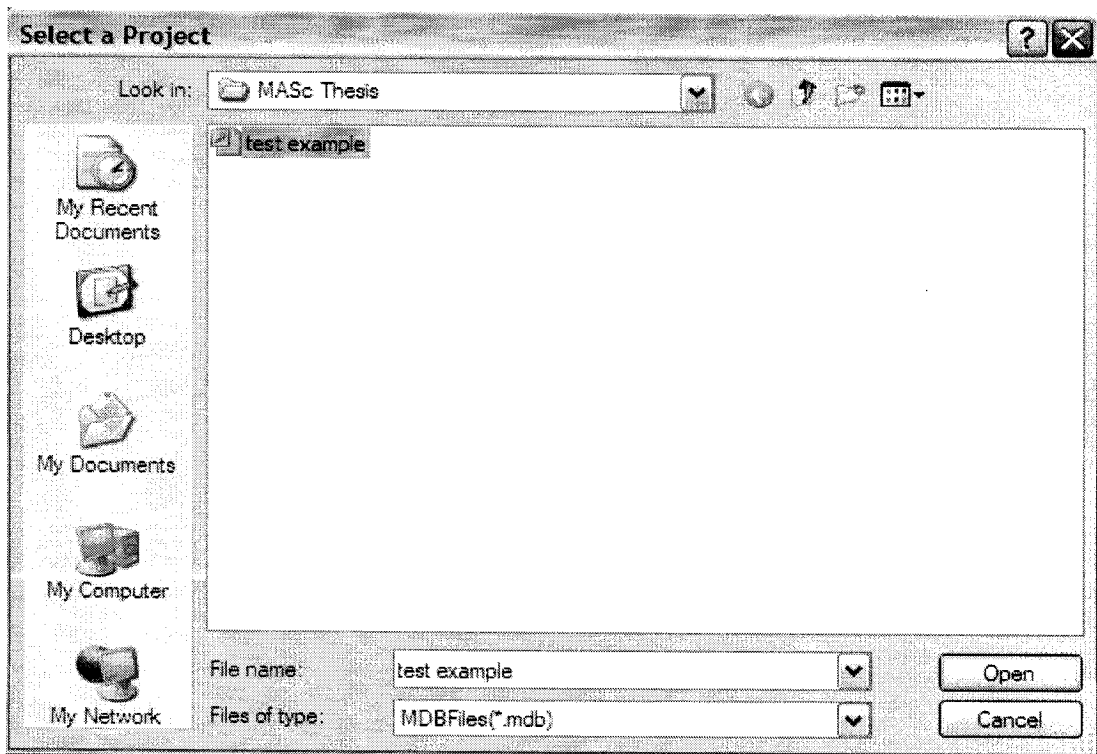 Select a Project
Look in: MASc Thesis
test example
My Recent
Documents
Desktop
My Documents
My Computer
My Network
File name: test example Open
Files of type: MDBFiles(*.mdb) Cancel